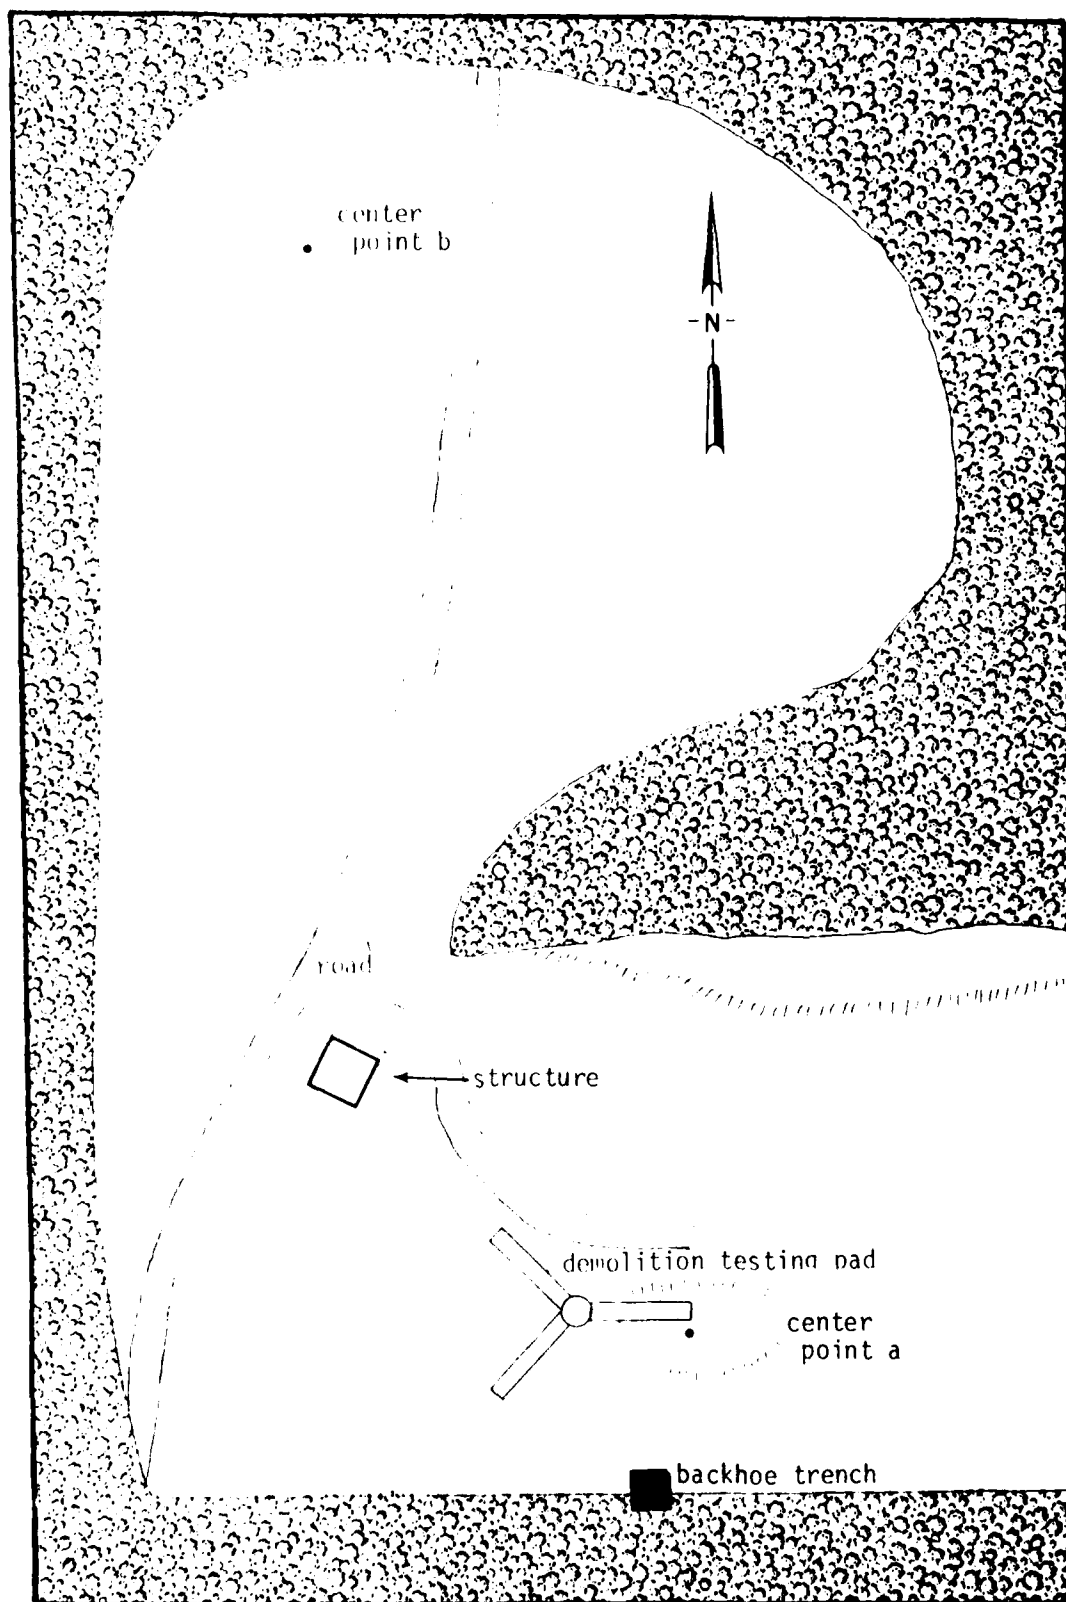 center
point b
-N-
road
structure
demolition testing pad
center
point a
backhoe trench